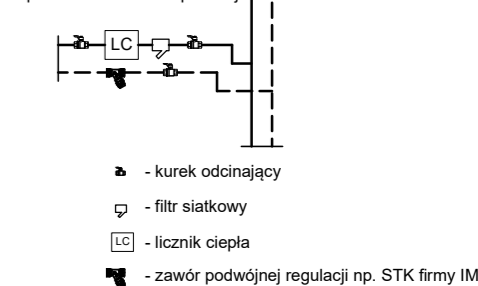 LC
- kurek odcinający
- filtr siatkowy
LC - licznik ciepła
- zawór podwójnej regulacji np. STK firmy IM